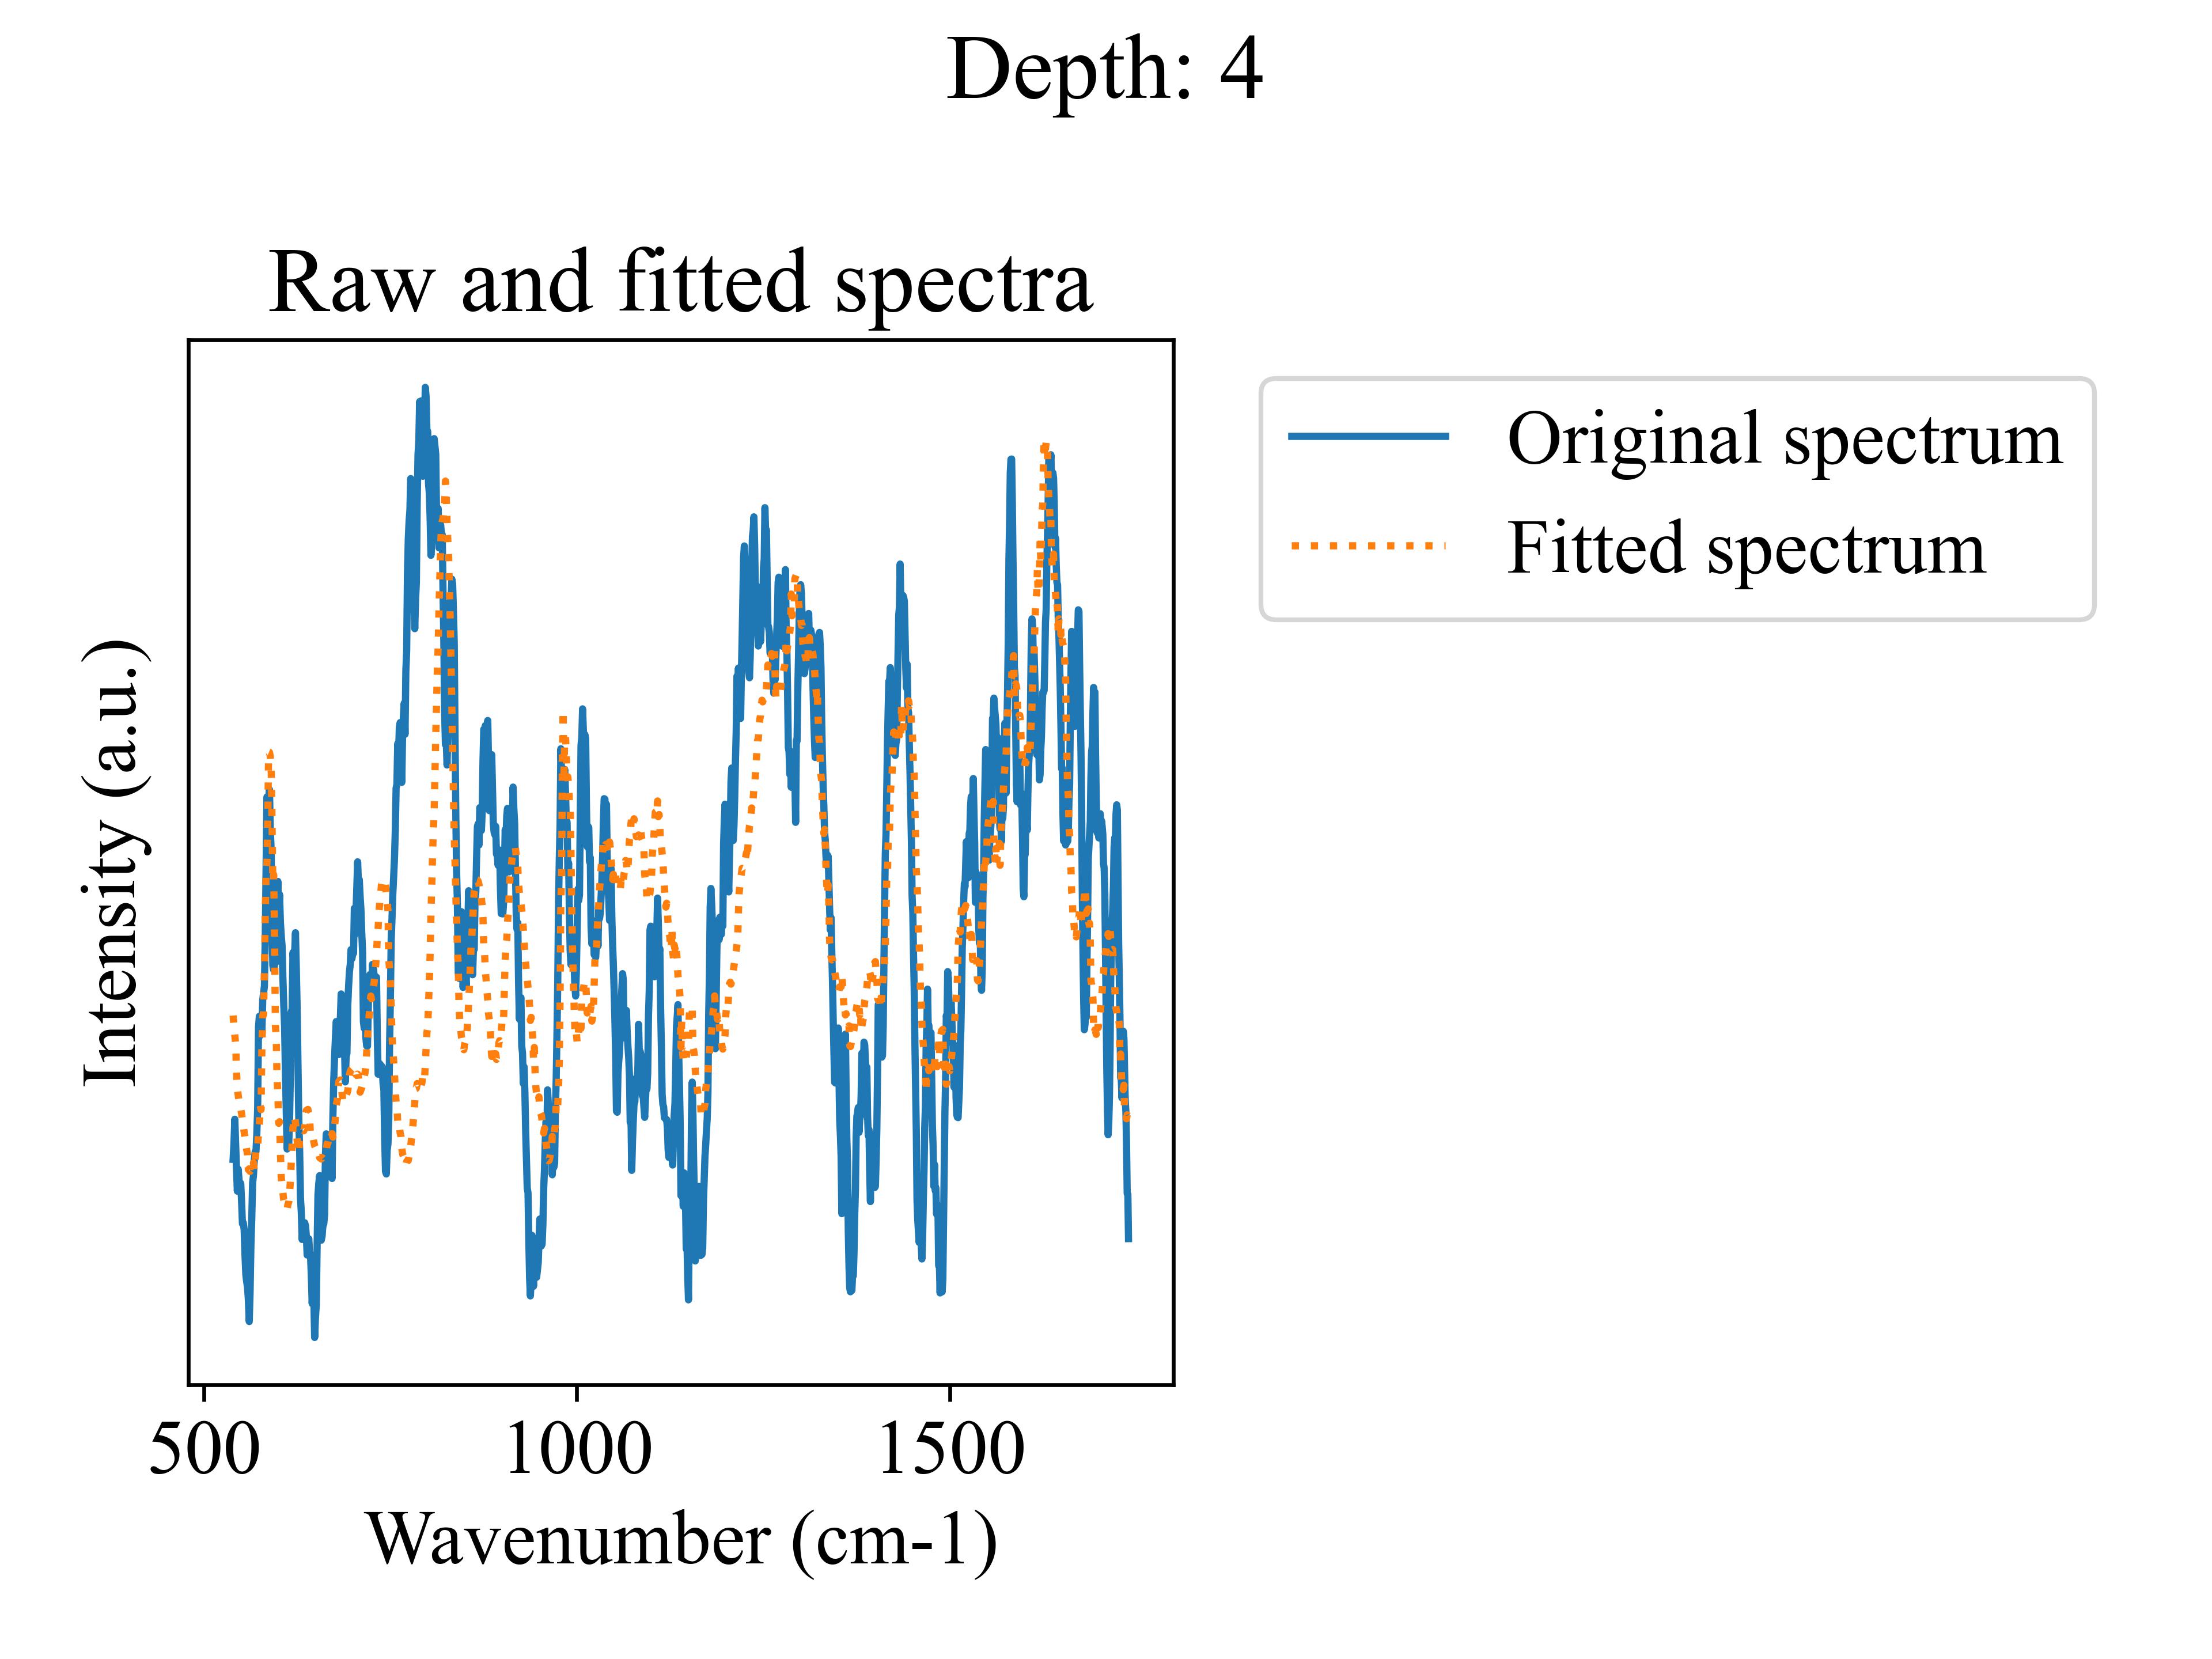 Depth: 4
Raw and fitted spectra
Original spectrum
Fitted spectrum
Intensity (a.u.)
500 1000 1500
Wavenumber (cm-1)